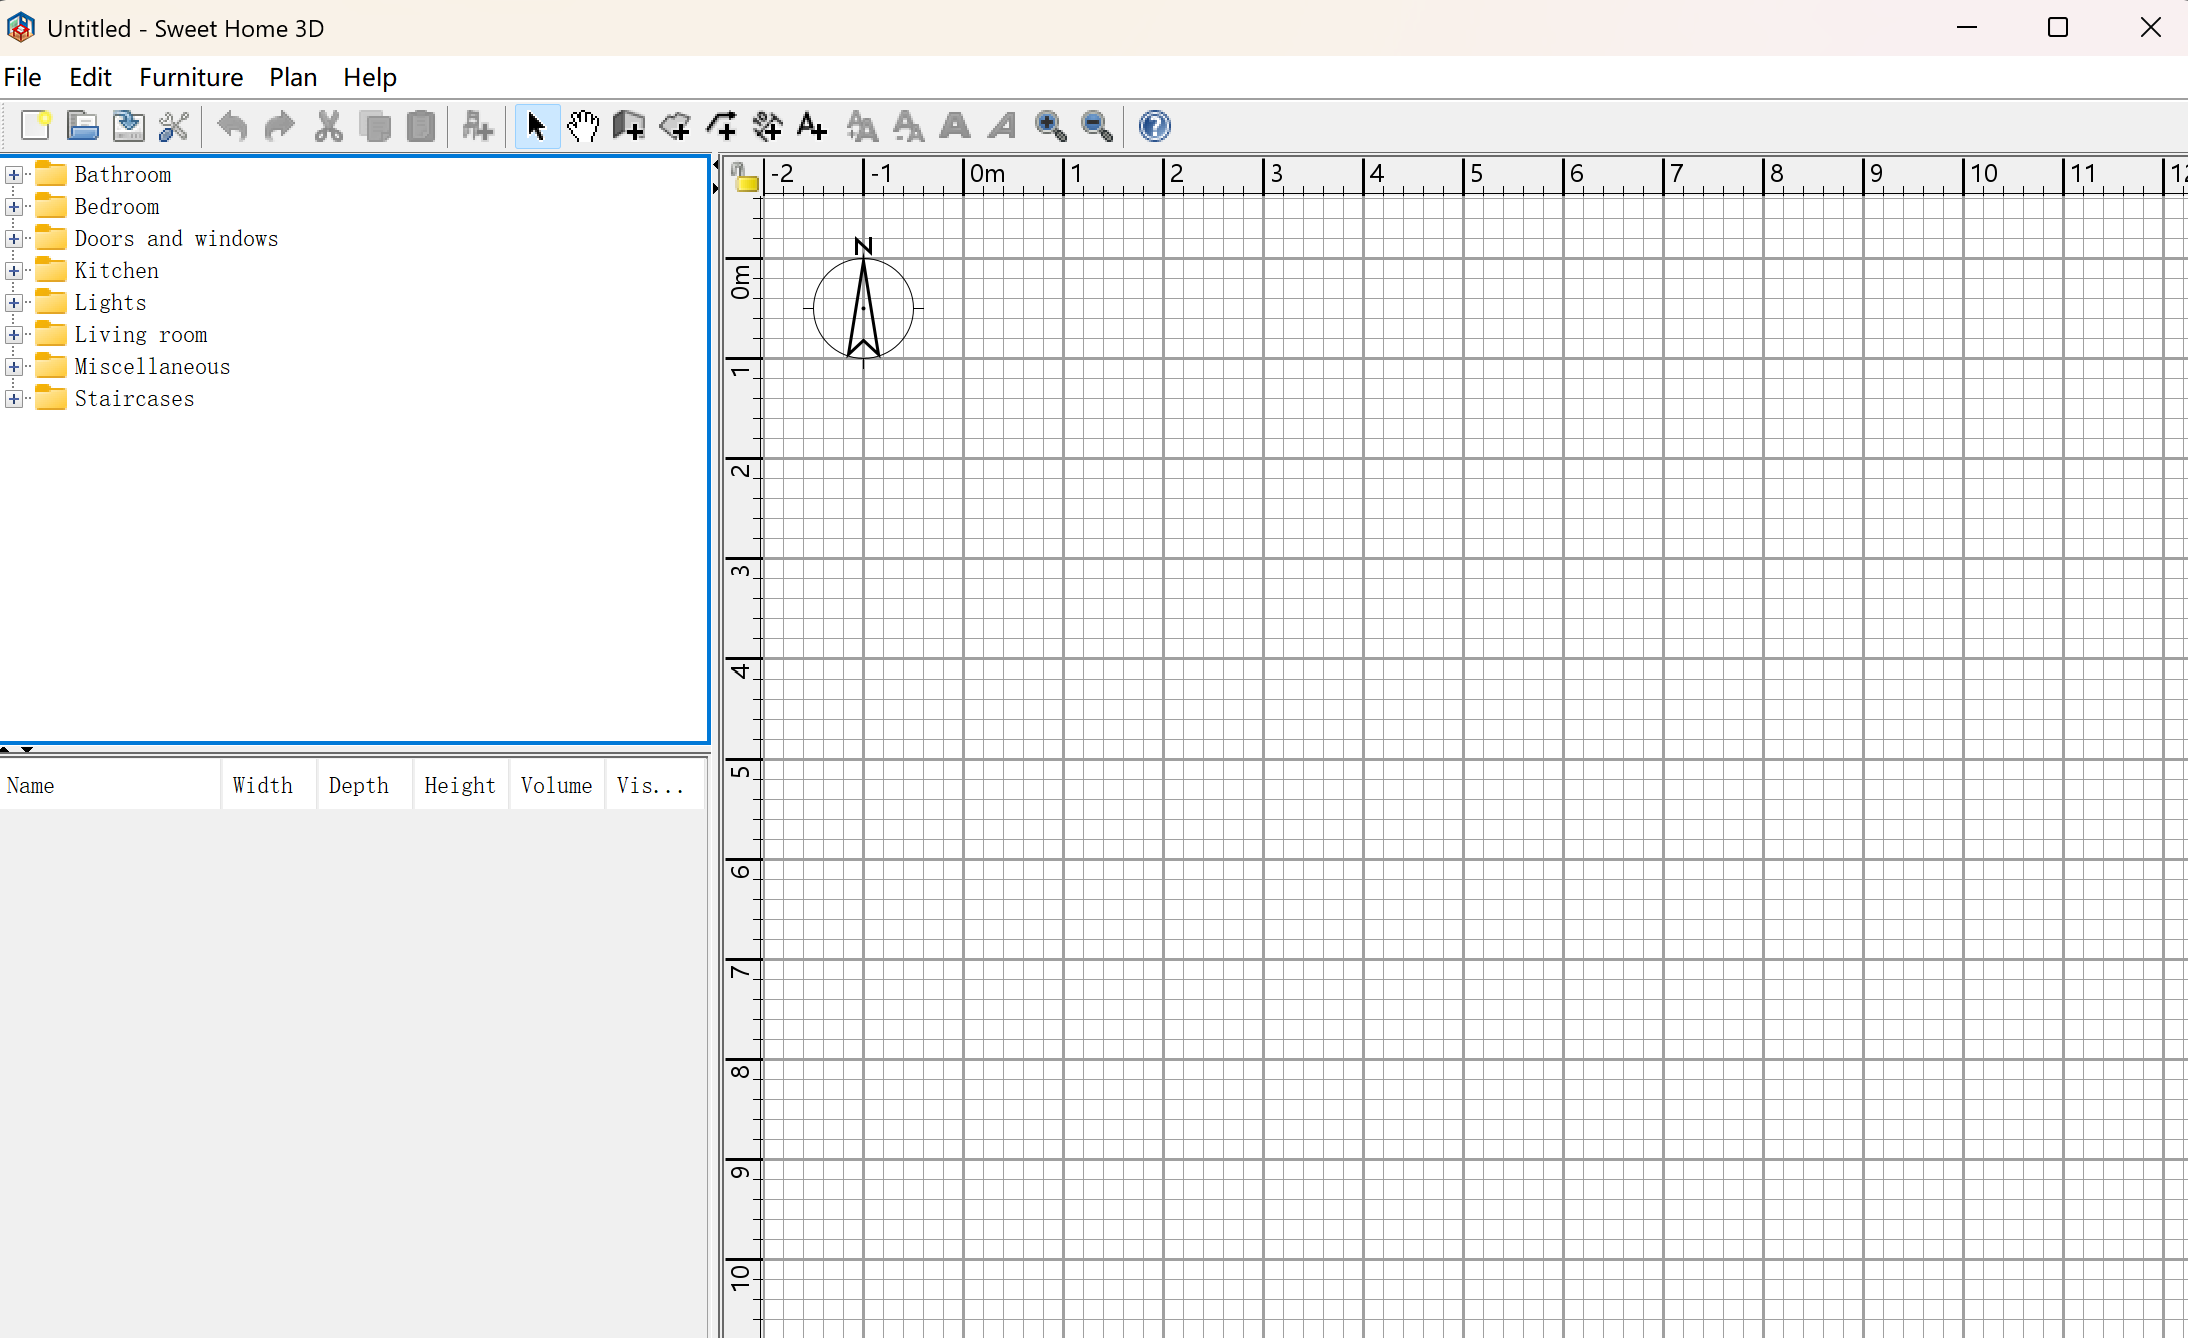 Untitled - Sweet Home 3D
File Edit Furniture Plan Help
Bathroom
Bedroom
Doors and windows
Kitchen
Lights
Living room
Miscellaneous
Staircases
Name Width Depth Height Volume Vis...
-2 -1 0m 1 2 3 4 5 6 7 8 9 10 11 12
N
0m
1
2
3
4
5
6
7
8
9
10